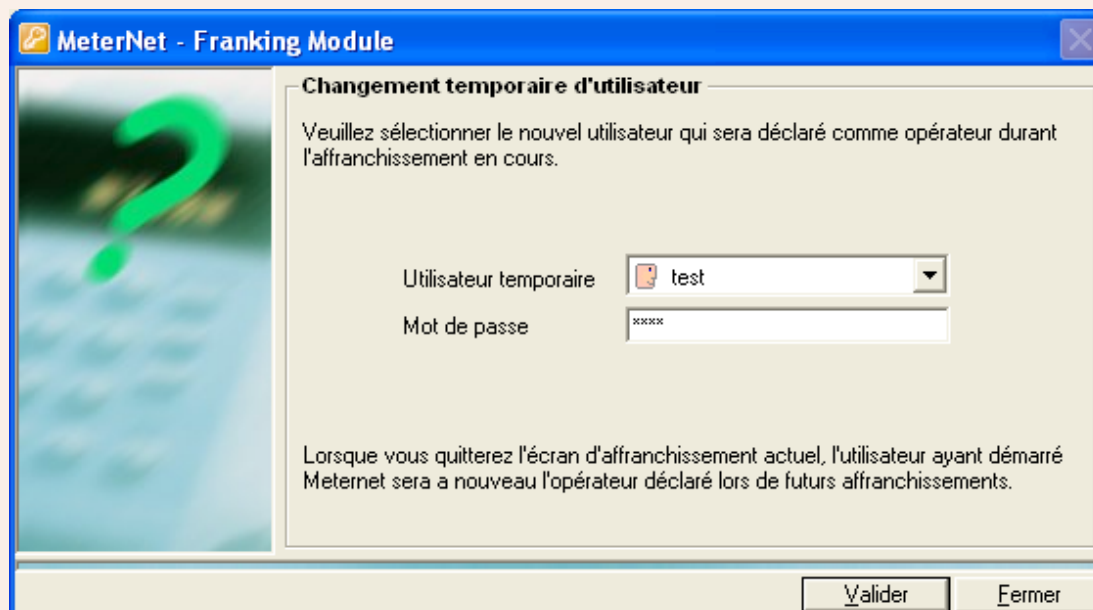 MeterNet - Franking Module
Changement temporaire d'utilisateur
Veuillez sélectionner le nouvel utilisateur qui sera déclaré comme opérateur durant
l'affranchissement en cours.
Utilisateur temporaire test
Mot de passe ****
Lorsque vous quitterez l'écran d'affranchissement actuel, l'utilisateur ayant démarré
Meternet sera a nouveau l'opérateur déclaré lors de futurs affranchissements.
Valider Fermer